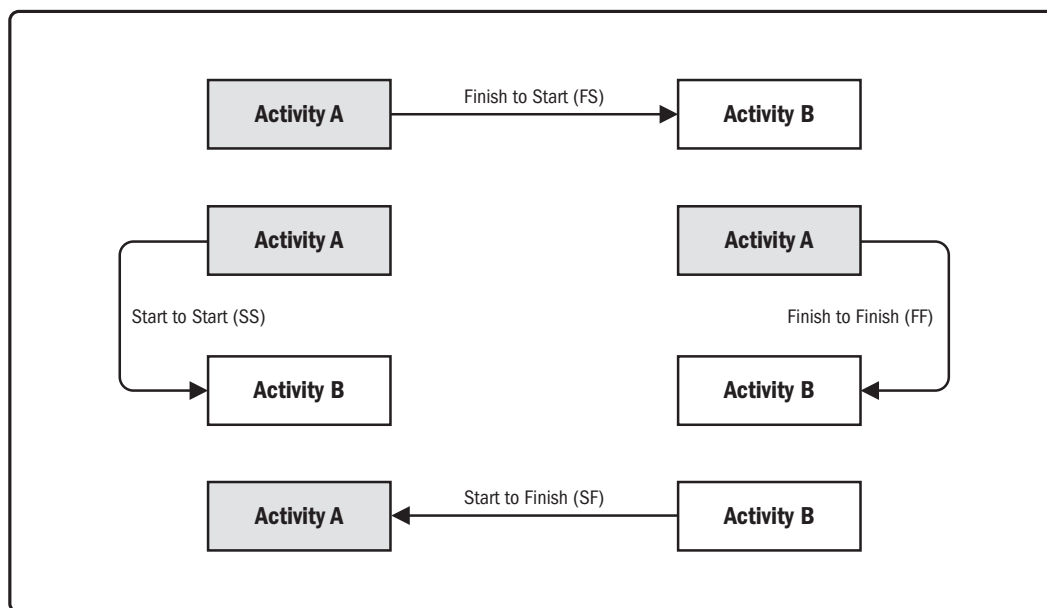 Finish to Start (FS)
Activity A
Activity B
Activity A
Activity A
Start to Start (SS)
Finish to Finish (FF)
Activity B
Activity B
Start to Finish (SF)
Activity A
Activity B